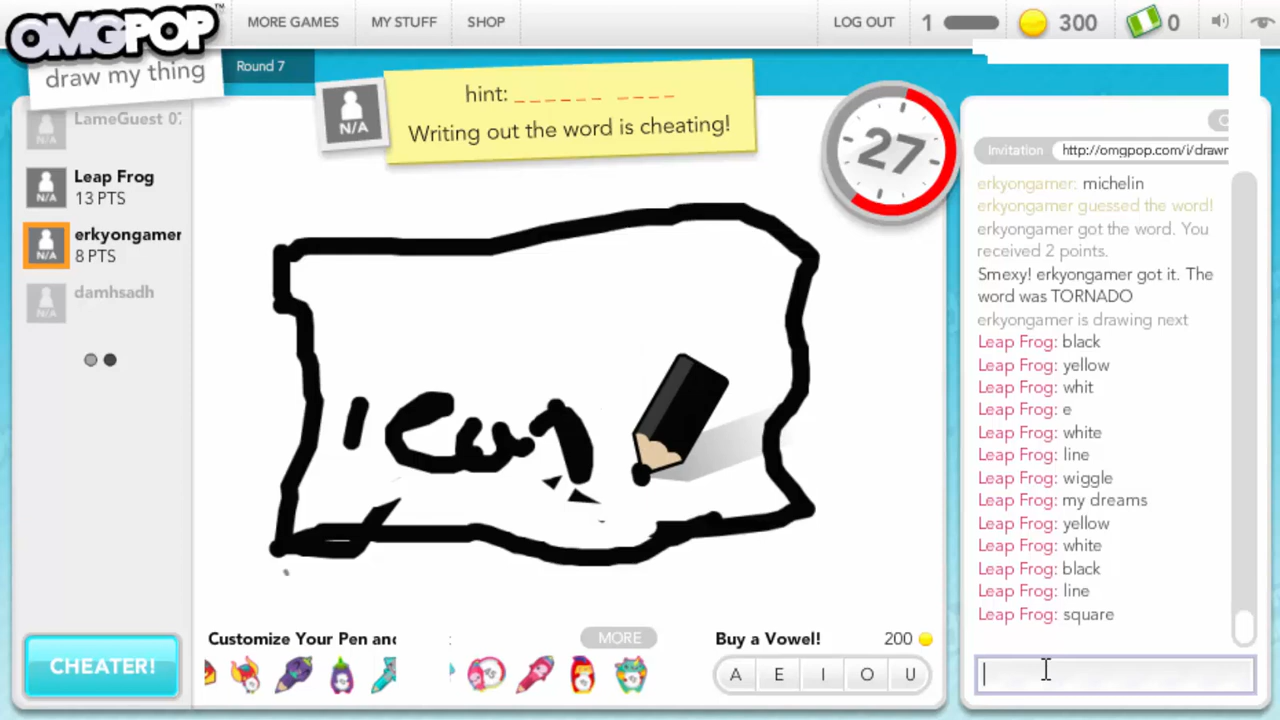 OMGPOP™
MORE GAMES
MY STUFF
SHOP
LOG OUT
1
300
0
draw my thing
Round 7
LameGuest 0
Leap Frog
13 PTS
erkyongamer
8 PTS
damhsadh
N/A
N/A
N/A
N/A
hint: ______ ____
Writing out the word is cheating!
27
I can
Invitation http://omgpop.com/i/drawr
erkyongamer: michelin
erkyongamer guessed the word!
erkyongamer got the word. You
received 2 points.
Smexy! erkyongamer got it. The
word was TORNADO
erkyongamer is drawing next
Leap Frog: black
Leap Frog: yellow
Leap Frog: whit
Leap Frog: e
Leap Frog: white
Leap Frog: line
Leap Frog: wiggle
Leap Frog: my dreams
Leap Frog: yellow
Leap Frog: white
Leap Frog: black
Leap Frog: line
Leap Frog: square
CHEATER!
Customize Your Pen and
MORE
Buy a Vowel! 200
A E I O U